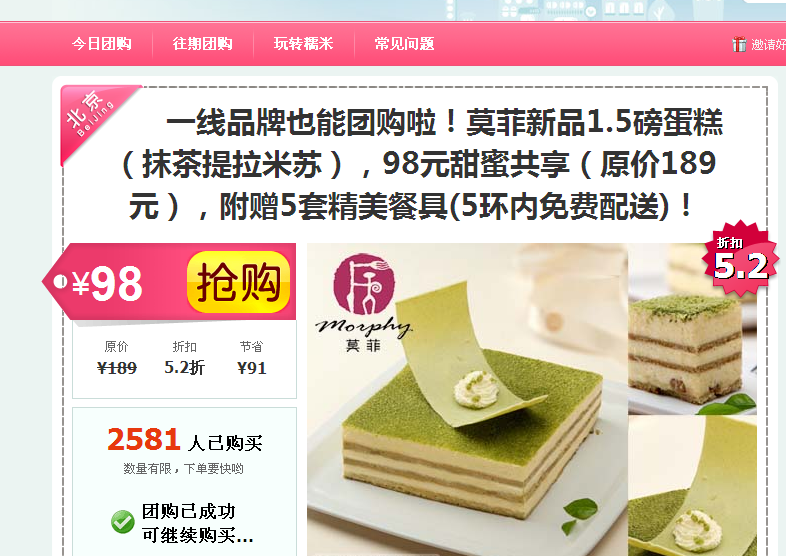 今日团购 往期团购 玩转糯米 常见问题
邀请好
北京
BeiJing
一线品牌也能团购啦！莫菲新品1.5磅蛋糕
（抹茶提拉米苏），98元甜蜜共享（原价189
元），附赠5套精美餐具(5环内免费配送)！
¥98 抢购
折扣
5.2
Morphy
莫菲
原价 折扣 节省
¥189 5.2折 ¥91
2581人已购买
数量有限，下单要快哟
团购已成功
可继续购买...